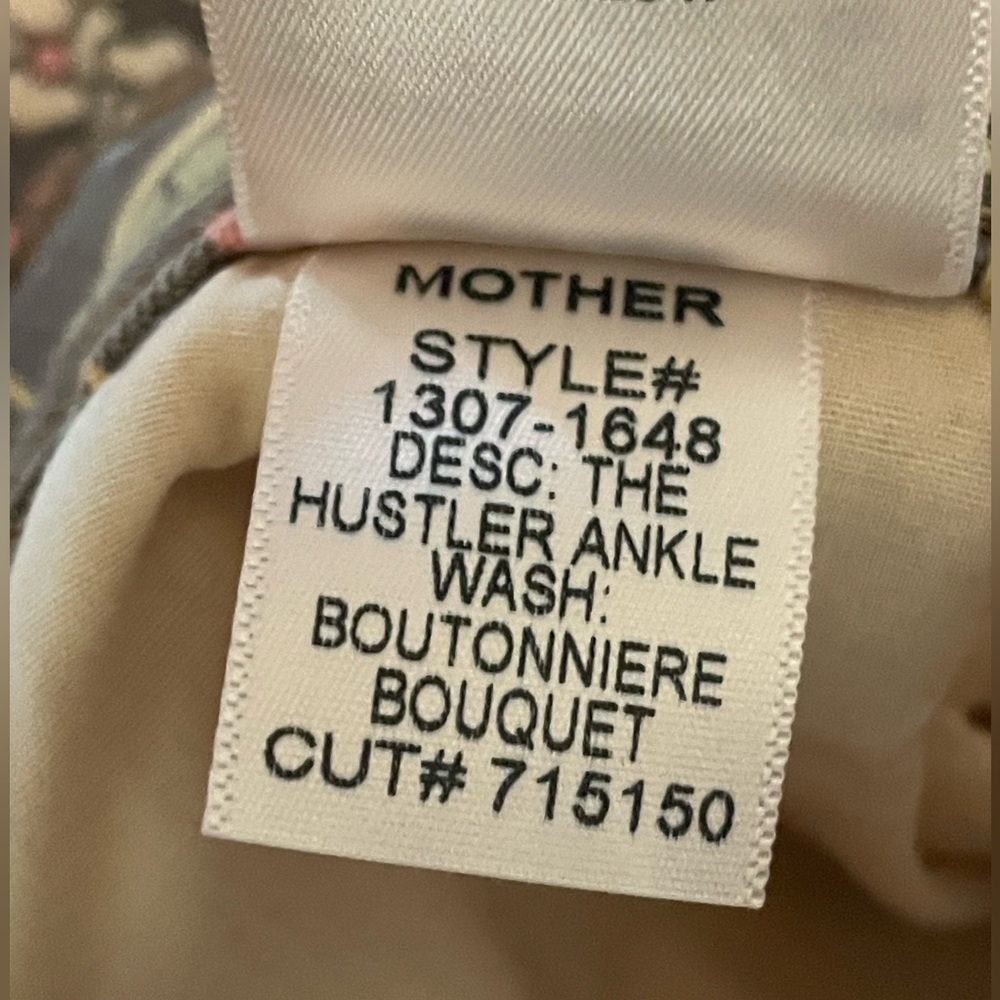 MOTHER
STYLE#
1307-1648
DESC: THE
HUSTLER ANKLE
WASH:
BOUTONNIERE
BOUQUET
CUT# 715150